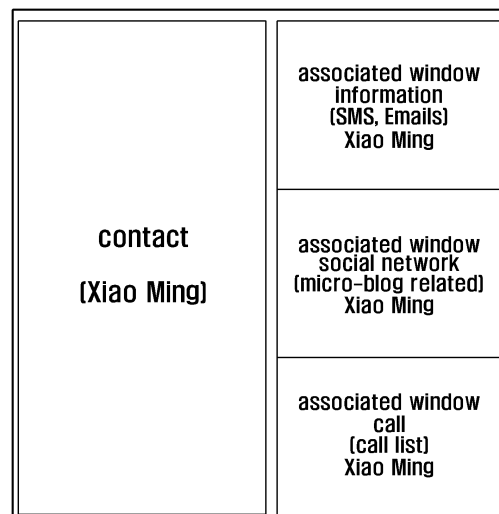 contact
(Xiao Ming)
associated window
information
(SMS, Emails)
Xiao Ming
associated window
social network
(micro-blog related)
Xiao Ming
associated window
call
(call list)
Xiao Ming